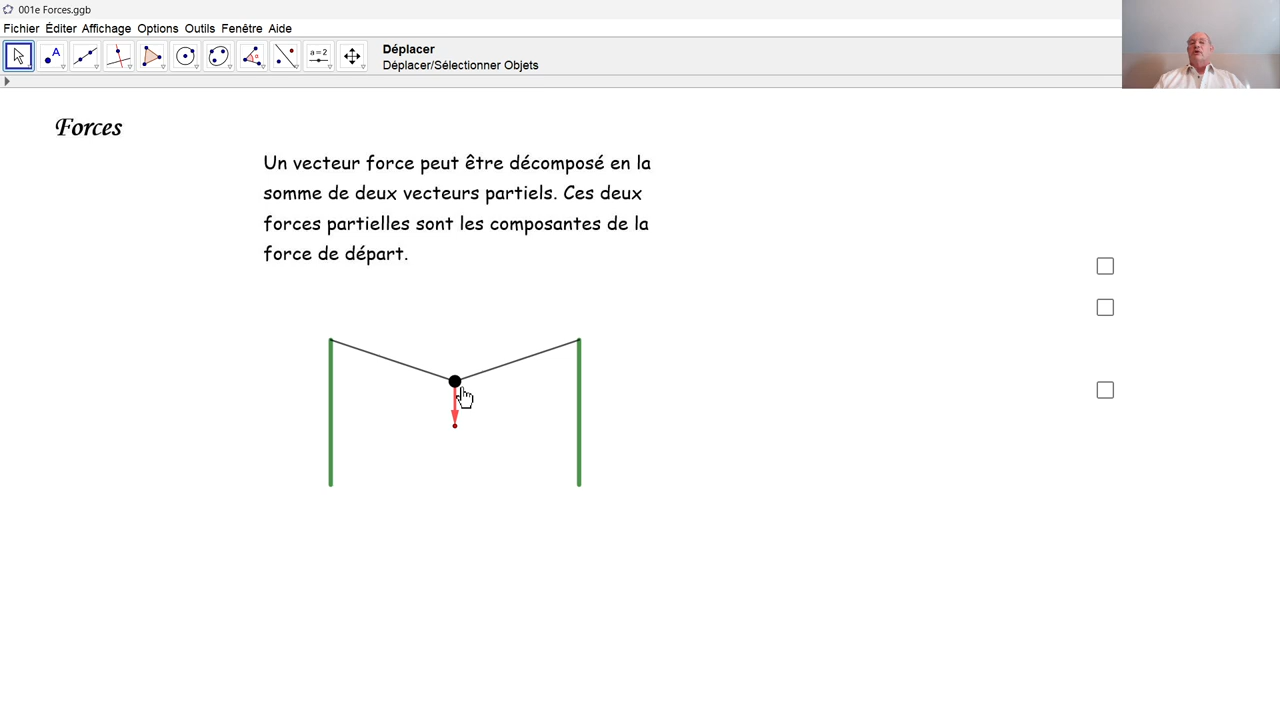 001e Forces.ggb
Fichier Éditer Affichage Options Outils Fenêtre Aide
A
a=2
Déplacer
Déplacer/Sélectionner Objets
Forces
Un vecteur force peut être décomposé en la
somme de deux vecteurs partiels. Ces deux
forces partielles sont les composantes de la
force de départ.